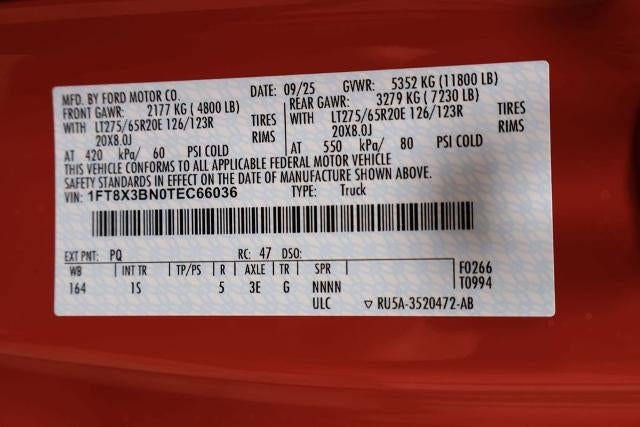 MFD. BY FORD MOTOR CO. DATE: 09/25 GVWR: 5352 KG (11800 LB)
FRONT GAWR: 2177 KG (4800 LB) REAR GAWR: 3279 KG (7230 LB)
WITH LT275/65R20E 126/123R TIRES WITH LT275/65R20E 126/123R TIRES
20X8.0J RIMS 20X8.0J RIMS
AT 420 kPa/ 60 PSI COLD AT 550 kPa/ 80 PSI COLD
THIS VEHICLE CONFORMS TO ALL APPLICABLE FEDERAL MOTOR VEHICLE
SAFETY STANDARDS IN EFFECT ON THE DATE OF MANUFACTURE SHOWN ABOVE.
VIN: 1FT8X3BN0TEC66036 TYPE: Truck
EXT PNT: PQ RC: 47 DSO:
WB INT TR TP/PS R AXLE TR SPR F0266
164 1S 5 3E G NNNN T0994
ULC ▽ RU5A-3520472-AB